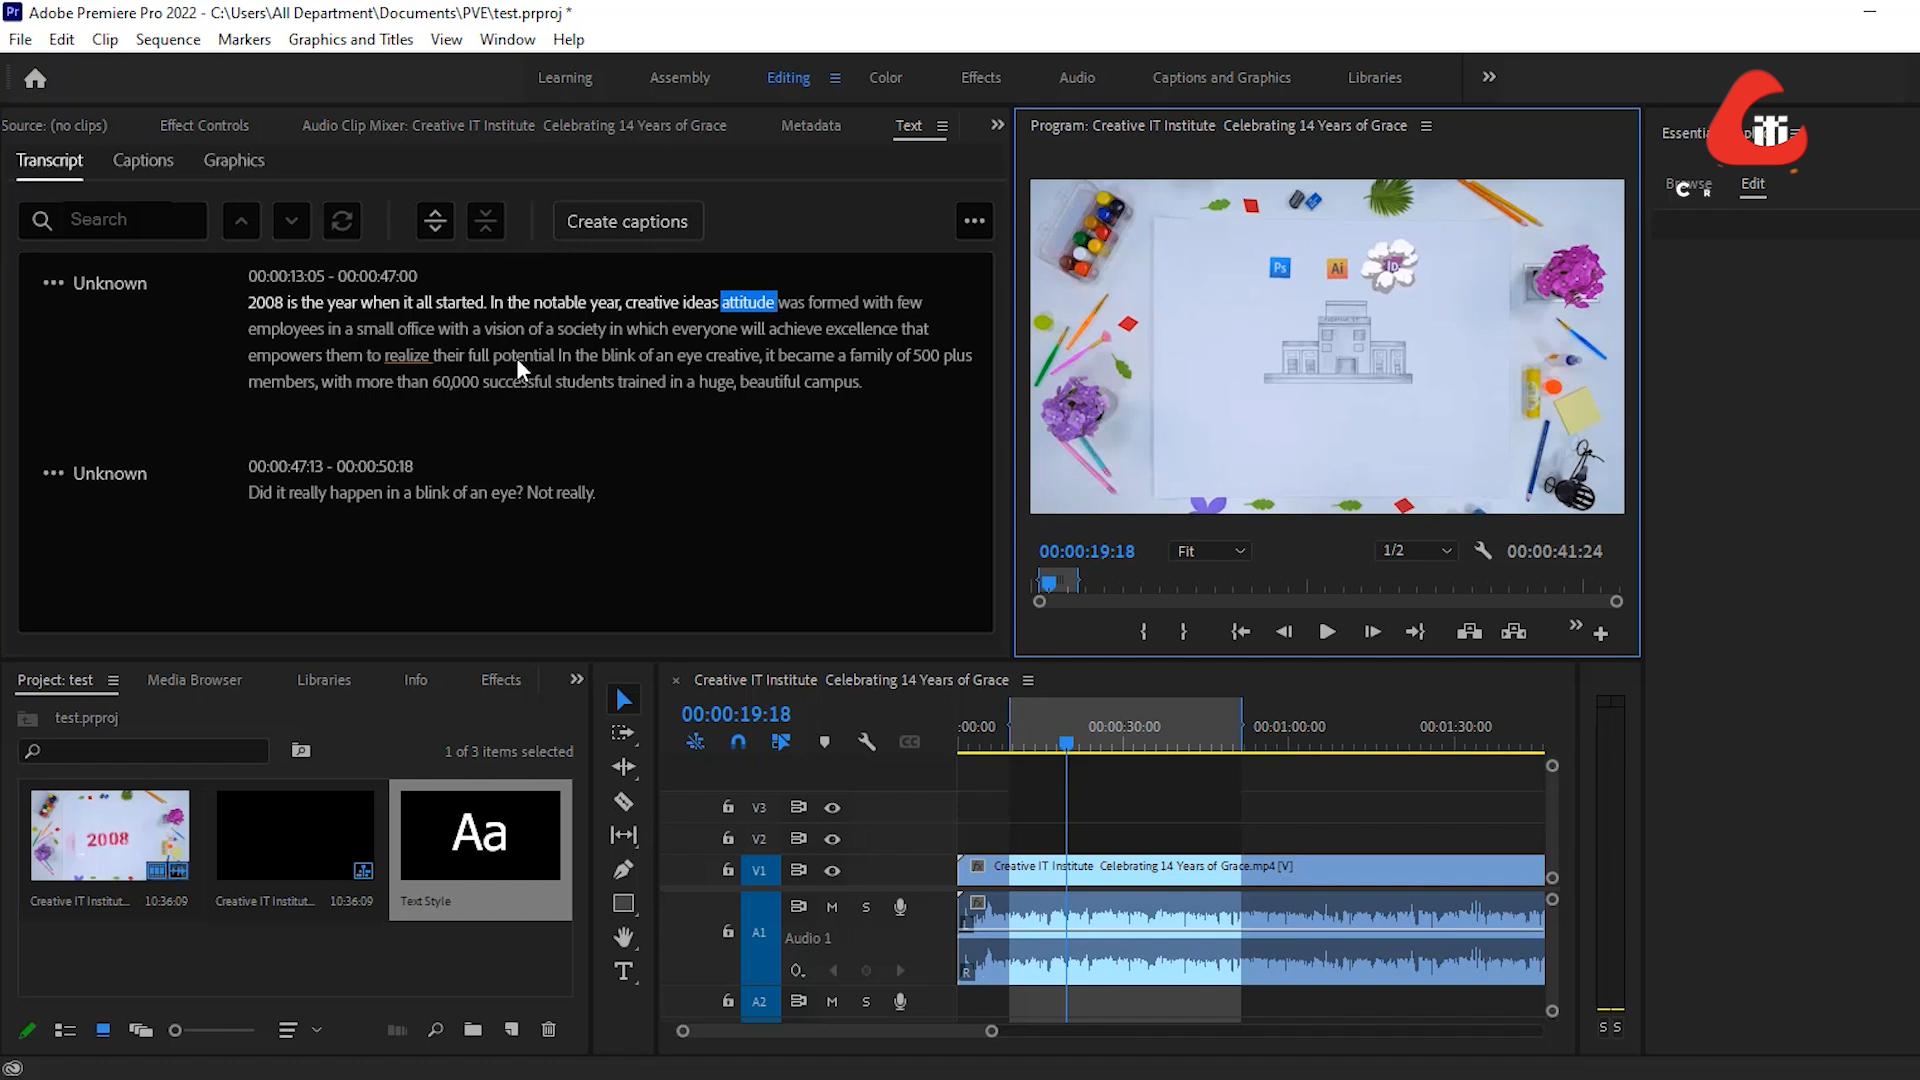 Adobe Premiere Pro 2022 - C:\Users\All Department\Documents\PVE\test.prproj *
File Edit Clip Sequence Markers Graphics and Titles View Window Help
Learning Assembly Editing Color Effects Audio Captions and Graphics Libraries
Source: (no clips) Effect Controls Audio Clip Mixer: Creative IT Institute Celebrating 14 Years of Grace Metadata Text
Program: Creative IT Institute Celebrating 14 Years of Grace
Transcript Captions Graphics
Edit
Search
Create captions
Unknown
00:00:13:05 - 00:00:47:00
2008 is the year when it all started. In the notable year, creative ideas attitude was formed with few
employees in a small office with a vision of a society in which everyone will achieve excellence that
empowers them to realize their full potential In the blink of an eye creative, it became a family of 500 plus
members, with more than 60,000 successful students trained in a huge, beautiful campus.
Unknown
00:00:47:13 - 00:00:50:18
Did it really happen in a blink of an eye? Not really.
Ps Ai ID
00:00:19:18 Fit 1/2 00:00:41:24
Project: test Media Browser Libraries Info Effects
test.prproj
1 of 3 items selected
2008
Aa
Creative IT Institut... 10:36:09
Creative IT Institut... 10:36:09
Text Style
Creative IT Institute Celebrating 14 Years of Grace
00:00:19:18
:00:00 00:00:30:00 00:01:00:00 00:01:30:00
V3
V2
V1
Creative IT Institute Celebrating 14 Years of Grace.mp4 [V]
A1 M S
Audio 1
L
R
A2 M S
S S